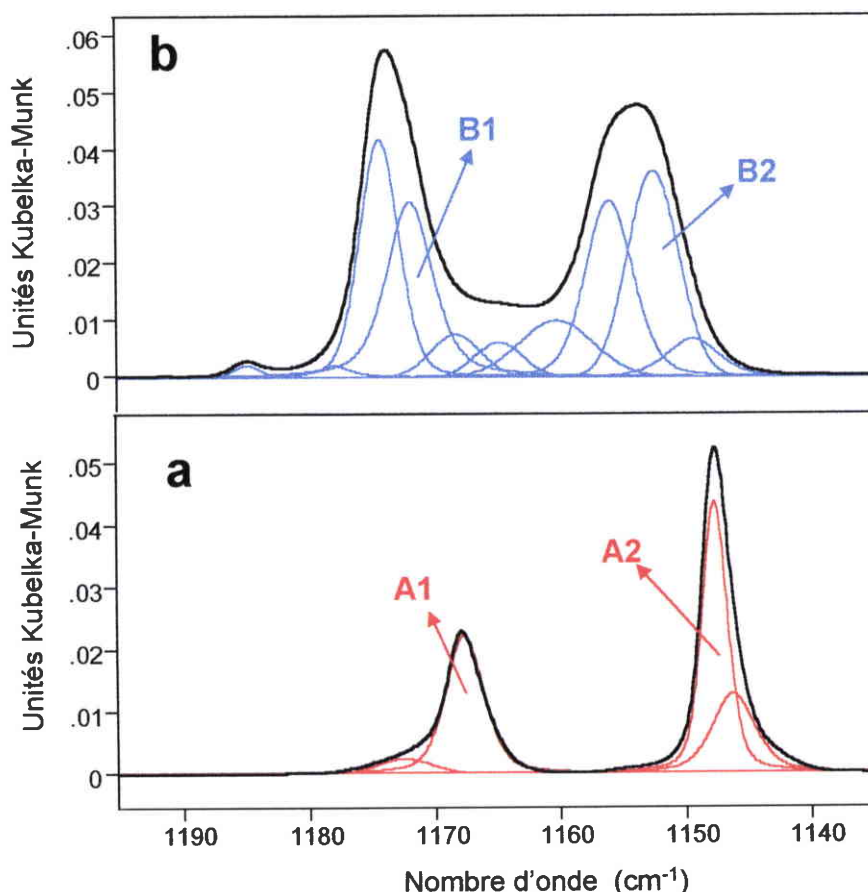 b
Unités Kubelka-Munk
.06
.05
.04
.03
.02
.01
0
B1
B2
a
Unités Kubelka-Munk
.05
.04
.03
.02
.01
0
A1
A2
1190 1180 1170 1160 1150 1140
Nombre d'onde (cm-1)